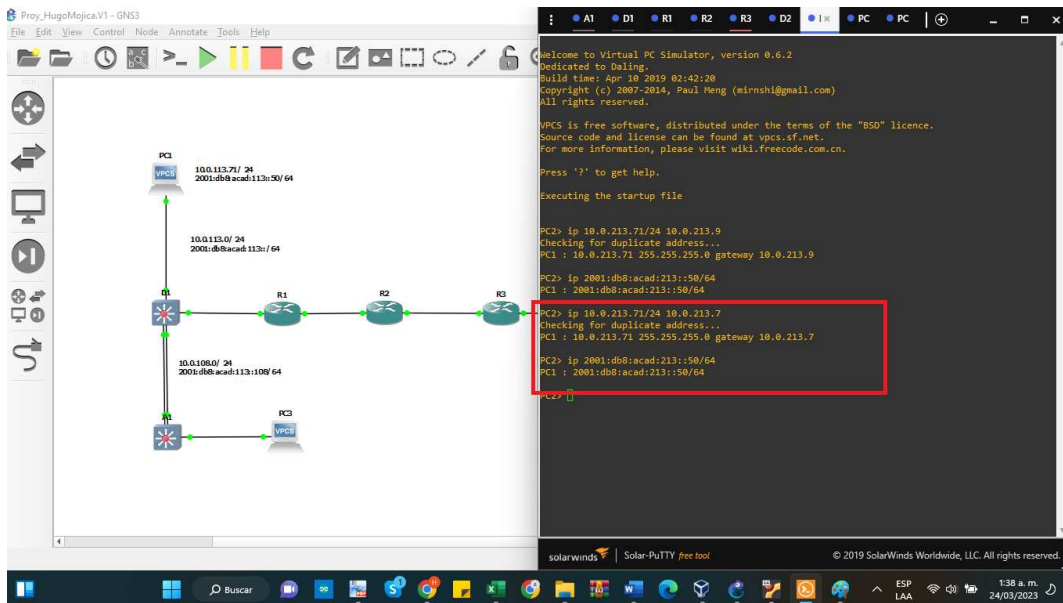 Proy_HugoMojica.V1 - GNS3
File Edit View Control Node Annotate Tools Help
PC1
VPCS
10.0.113.71/ 24
2001:db8:acad:113::50/64
10.0.113.0/ 24
2001:db8:acad:113::/64
D1
R1
R2
R3
10.0.108.0/ 24
2001:db8:acad:113::108/64
A1
PC3
VPCS
A1 D1 R1 R2 R3 D2 PC PC
Welcome to Virtual PC Simulator, version 0.6.2
Dedicated to Daling.
Build time: Apr 10 2019 02:42:20
Copyright (c) 2007-2014, Paul Meng (mirnshi@gmail.com)
All rights reserved.
VPCS is free software, distributed under the terms of the "BSD" licence.
Source code and license can be found at vpcs.sf.net.
For more information, please visit wiki.freecode.com.cn.
Press '?' to get help.
Executing the startup file
PC2> ip 10.0.213.71/24 10.0.213.9
Checking for duplicate address...
PC1 : 10.0.213.71 255.255.255.0 gateway 10.0.213.9
PC2> ip 2001:db8:acad:213::50/64
PC1 : 2001:db8:acad:213::50/64
PC2> ip 10.0.213.71/24 10.0.213.7
Checking for duplicate address...
PC1 : 10.0.213.71 255.255.255.0 gateway 10.0.213.7
PC2> ip 2001:db8:acad:213::50/64
PC1 : 2001:db8:acad:213::50/64
PC2>
solarwinds Solar-PuTTY free tool © 2019 SolarWinds Worldwide, LLC. All rights reserved.
Buscar
ESP
LAA
1:38 a. m.
24/03/2023